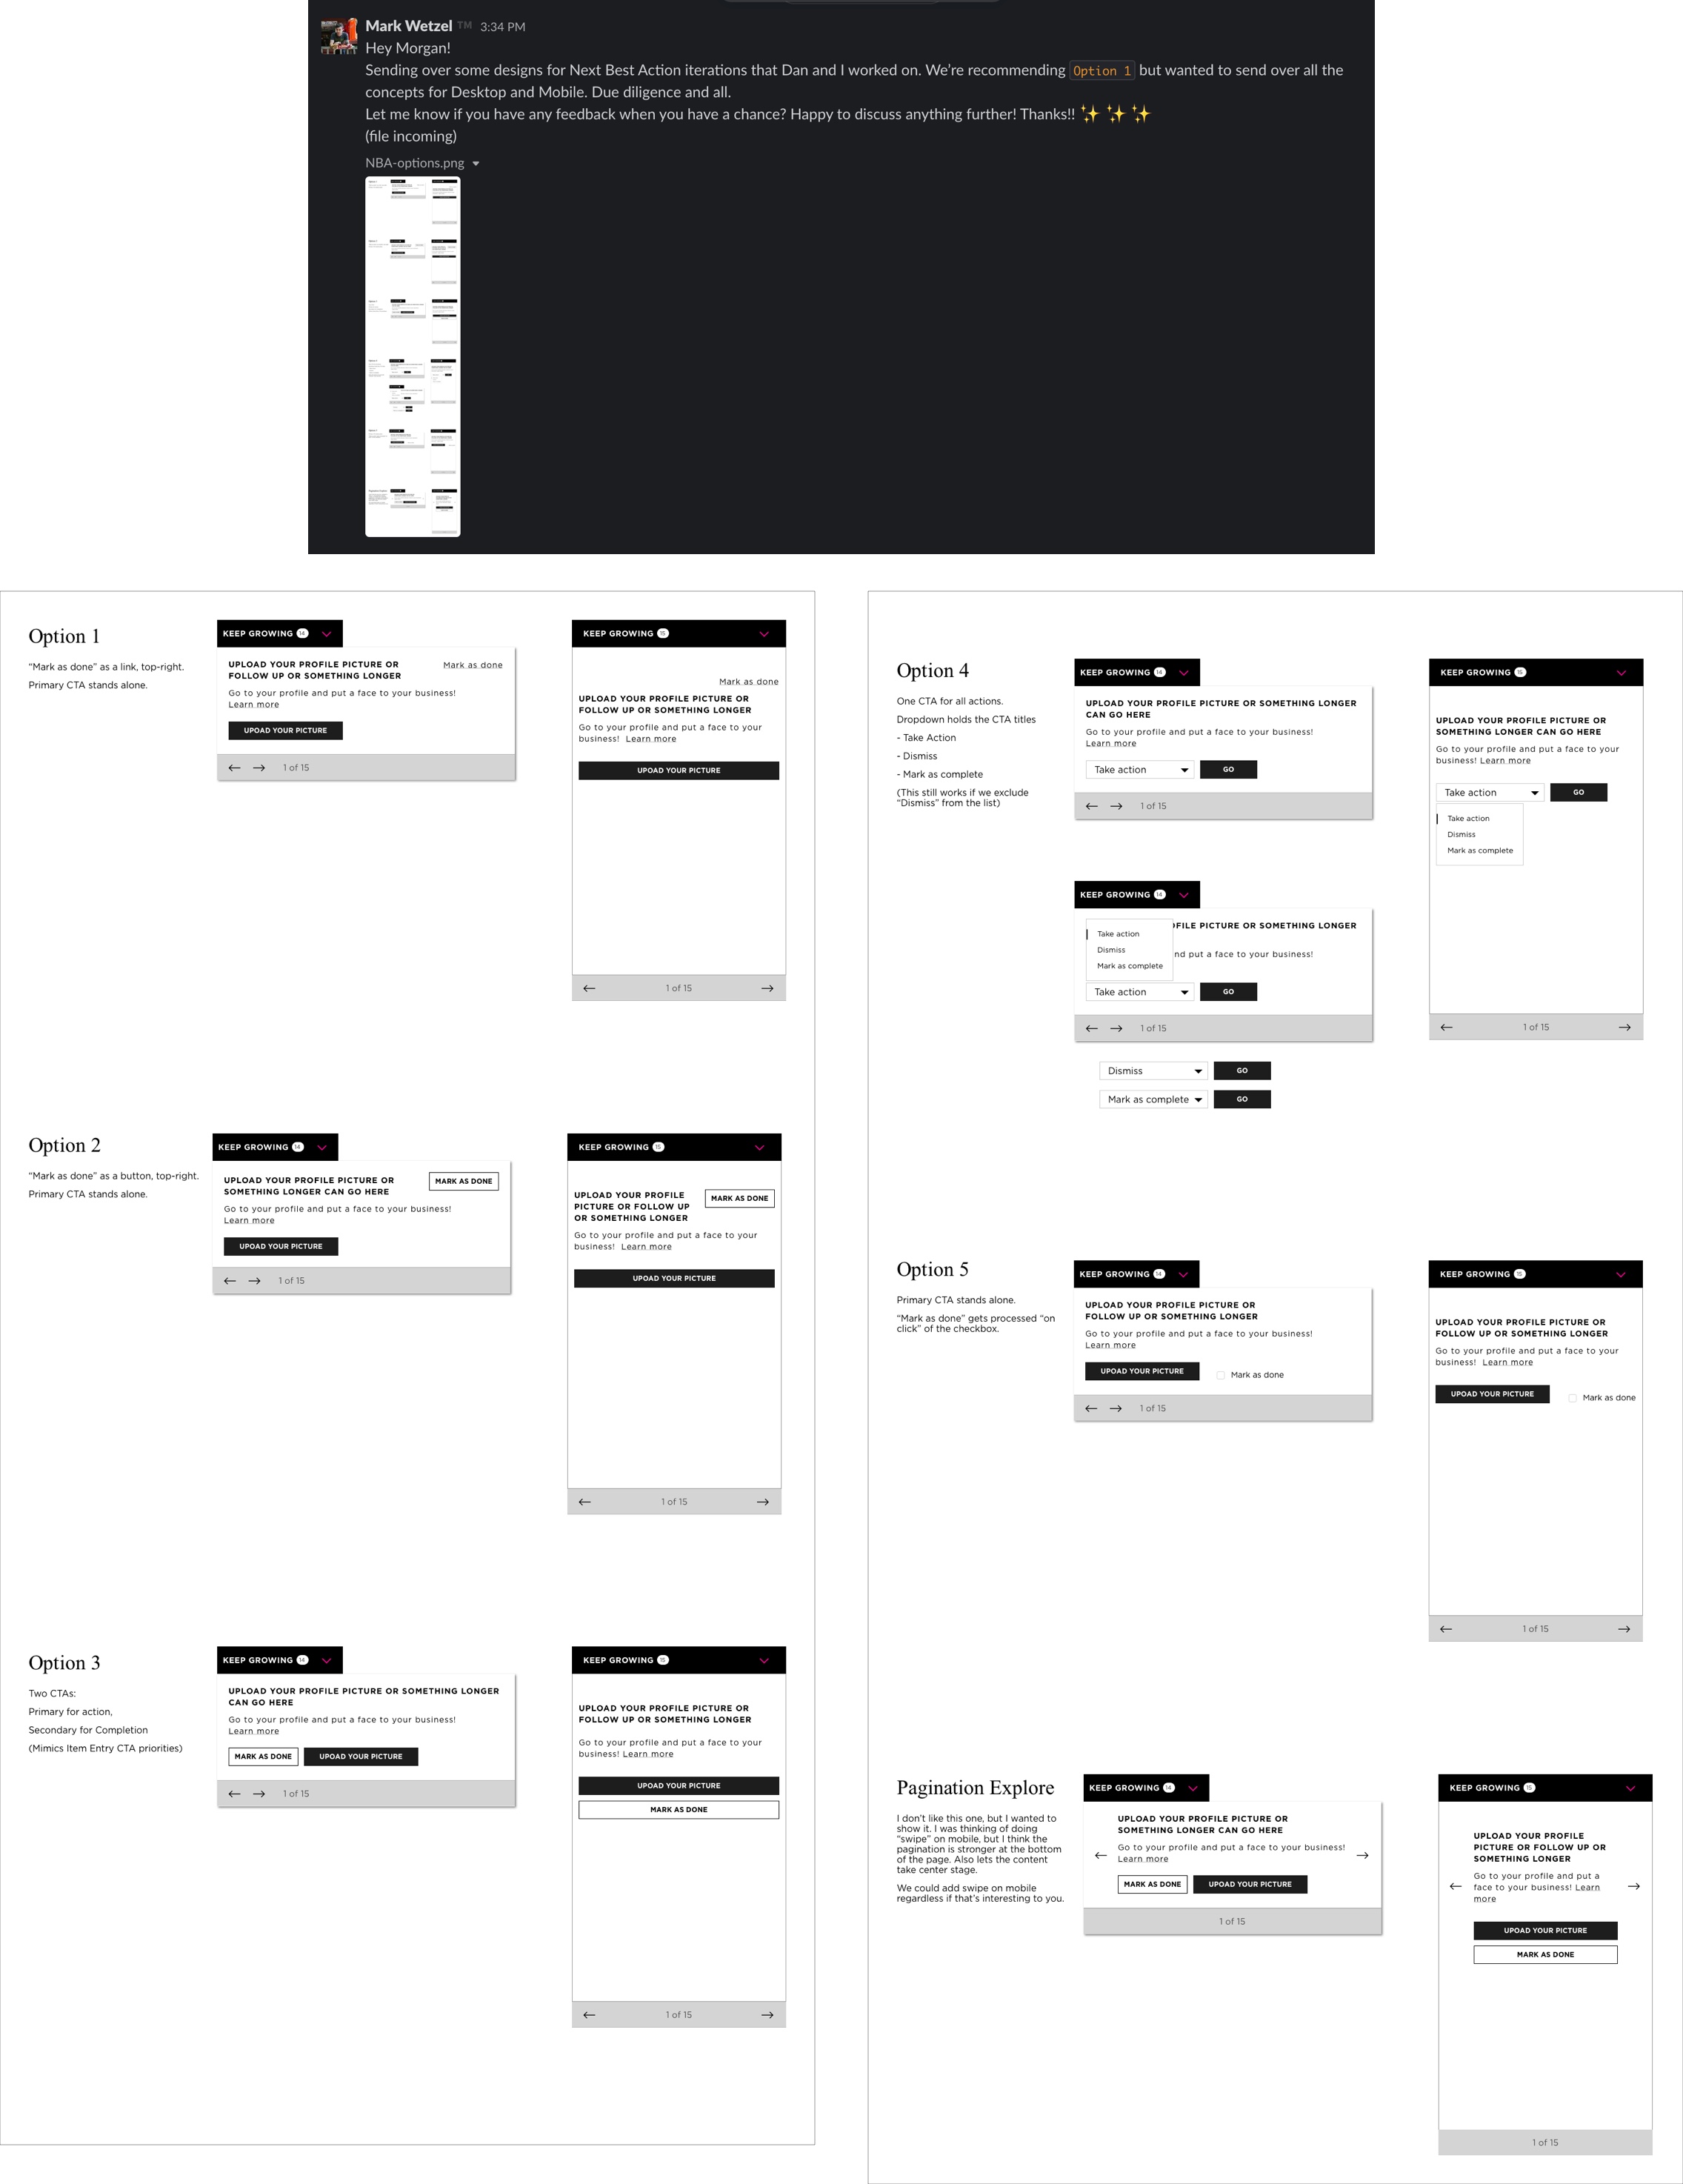 Mark Wetzel TM 3:34 PM
Hey Morgan!
Sending over some designs for Next Best Action iterations that Dan and I worked on. We're recommending Option 1 but wanted to send over all the
concepts for Desktop and Mobile. Due diligence and all.
Let me know if you have any feedback when you have a chance? Happy to discuss anything further! Thanks!! ✨ ✨ ✨
(file incoming)
NBA-options.png
Option 1
“Mark as done” as a link, top-right.
Primary CTA stands alone.
KEEP GROWING 14
UPLOAD YOUR PROFILE PICTURE OR
FOLLOW UP OR SOMETHING LONGER
Mark as done
Go to your profile and put a face to your business!
Learn more
UPOAD YOUR PICTURE
1 of 15
KEEP GROWING 15
Mark as done
UPLOAD YOUR PROFILE PICTURE OR
FOLLOW UP OR SOMETHING LONGER
Go to your profile and put a face to your
business! Learn more
UPOAD YOUR PICTURE
1 of 15
Option 2
“Mark as done” as a button, top-right.
Primary CTA stands alone.
KEEP GROWING 14
UPLOAD YOUR PROFILE PICTURE OR
SOMETHING LONGER CAN GO HERE
MARK AS DONE
Go to your profile and put a face to your business!
Learn more
UPOAD YOUR PICTURE
1 of 15
KEEP GROWING 15
UPLOAD YOUR PROFILE
PICTURE OR FOLLOW UP
OR SOMETHING LONGER
MARK AS DONE
Go to your profile and put a face to your
business! Learn more
UPOAD YOUR PICTURE
1 of 15
Option 3
Two CTAs:
Primary for action,
Secondary for Completion
(Mimics Item Entry CTA priorities)
KEEP GROWING 14
UPLOAD YOUR PROFILE PICTURE OR SOMETHING LONGER
CAN GO HERE
Go to your profile and put a face to your business!
Learn more
MARK AS DONE
UPOAD YOUR PICTURE
1 of 15
KEEP GROWING 15
UPLOAD YOUR PROFILE PICTURE OR
FOLLOW UP OR SOMETHING LONGER
Go to your profile and put a face to your
business! Learn more
UPOAD YOUR PICTURE
MARK AS DONE
1 of 15
Option 4
One CTA for all actions.
Dropdown holds the CTA titles
- Take Action
- Dismiss
- Mark as complete
(This still works if we exclude
“Dismiss” from the list)
KEEP GROWING 14
UPLOAD YOUR PROFILE PICTURE OR SOMETHING LONGER
CAN GO HERE
Go to your profile and put a face to your business!
Learn more
Take action
GO
1 of 15
KEEP GROWING 14
OFILE PICTURE OR SOMETHING LONGER
Take action
Dismiss
Mark as complete
nd put a face to your business!
Take action
GO
1 of 15
Dismiss
GO
Mark as complete
GO
KEEP GROWING 15
UPLOAD YOUR PROFILE PICTURE OR
SOMETHING LONGER CAN GO HERE
Go to your profile and put a face to your
business! Learn more
Take action
GO
Take action
Dismiss
Mark as complete
1 of 15
Option 5
Primary CTA stands alone.
“Mark as done” gets processed “on
click” of the checkbox.
KEEP GROWING 14
UPLOAD YOUR PROFILE PICTURE OR
FOLLOW UP OR SOMETHING LONGER
Go to your profile and put a face to your business!
Learn more
UPOAD YOUR PICTURE
Mark as done
1 of 15
KEEP GROWING 15
UPLOAD YOUR PROFILE PICTURE OR
FOLLOW UP OR SOMETHING LONGER
Go to your profile and put a face to your
business! Learn more
UPOAD YOUR PICTURE
Mark as done
1 of 15
Pagination Explore
I don't like this one, but I wanted to
show it. I was thinking of doing
“swipe” on mobile, but I think the
pagination is stronger at the bottom
of the page. Also lets the content
take center stage.
We could add swipe on mobile
regardless if that's interesting to you.
KEEP GROWING 14
UPLOAD YOUR PROFILE PICTURE OR
SOMETHING LONGER CAN GO HERE
Go to your profile and put a face to your business!
Learn more
MARK AS DONE
UPOAD YOUR PICTURE
1 of 15
KEEP GROWING 15
UPLOAD YOUR PROFILE
PICTURE OR FOLLOW UP OR
SOMETHING LONGER
Go to your profile and put a
face to your business! Learn
more
UPOAD YOUR PICTURE
MARK AS DONE
1 of 15